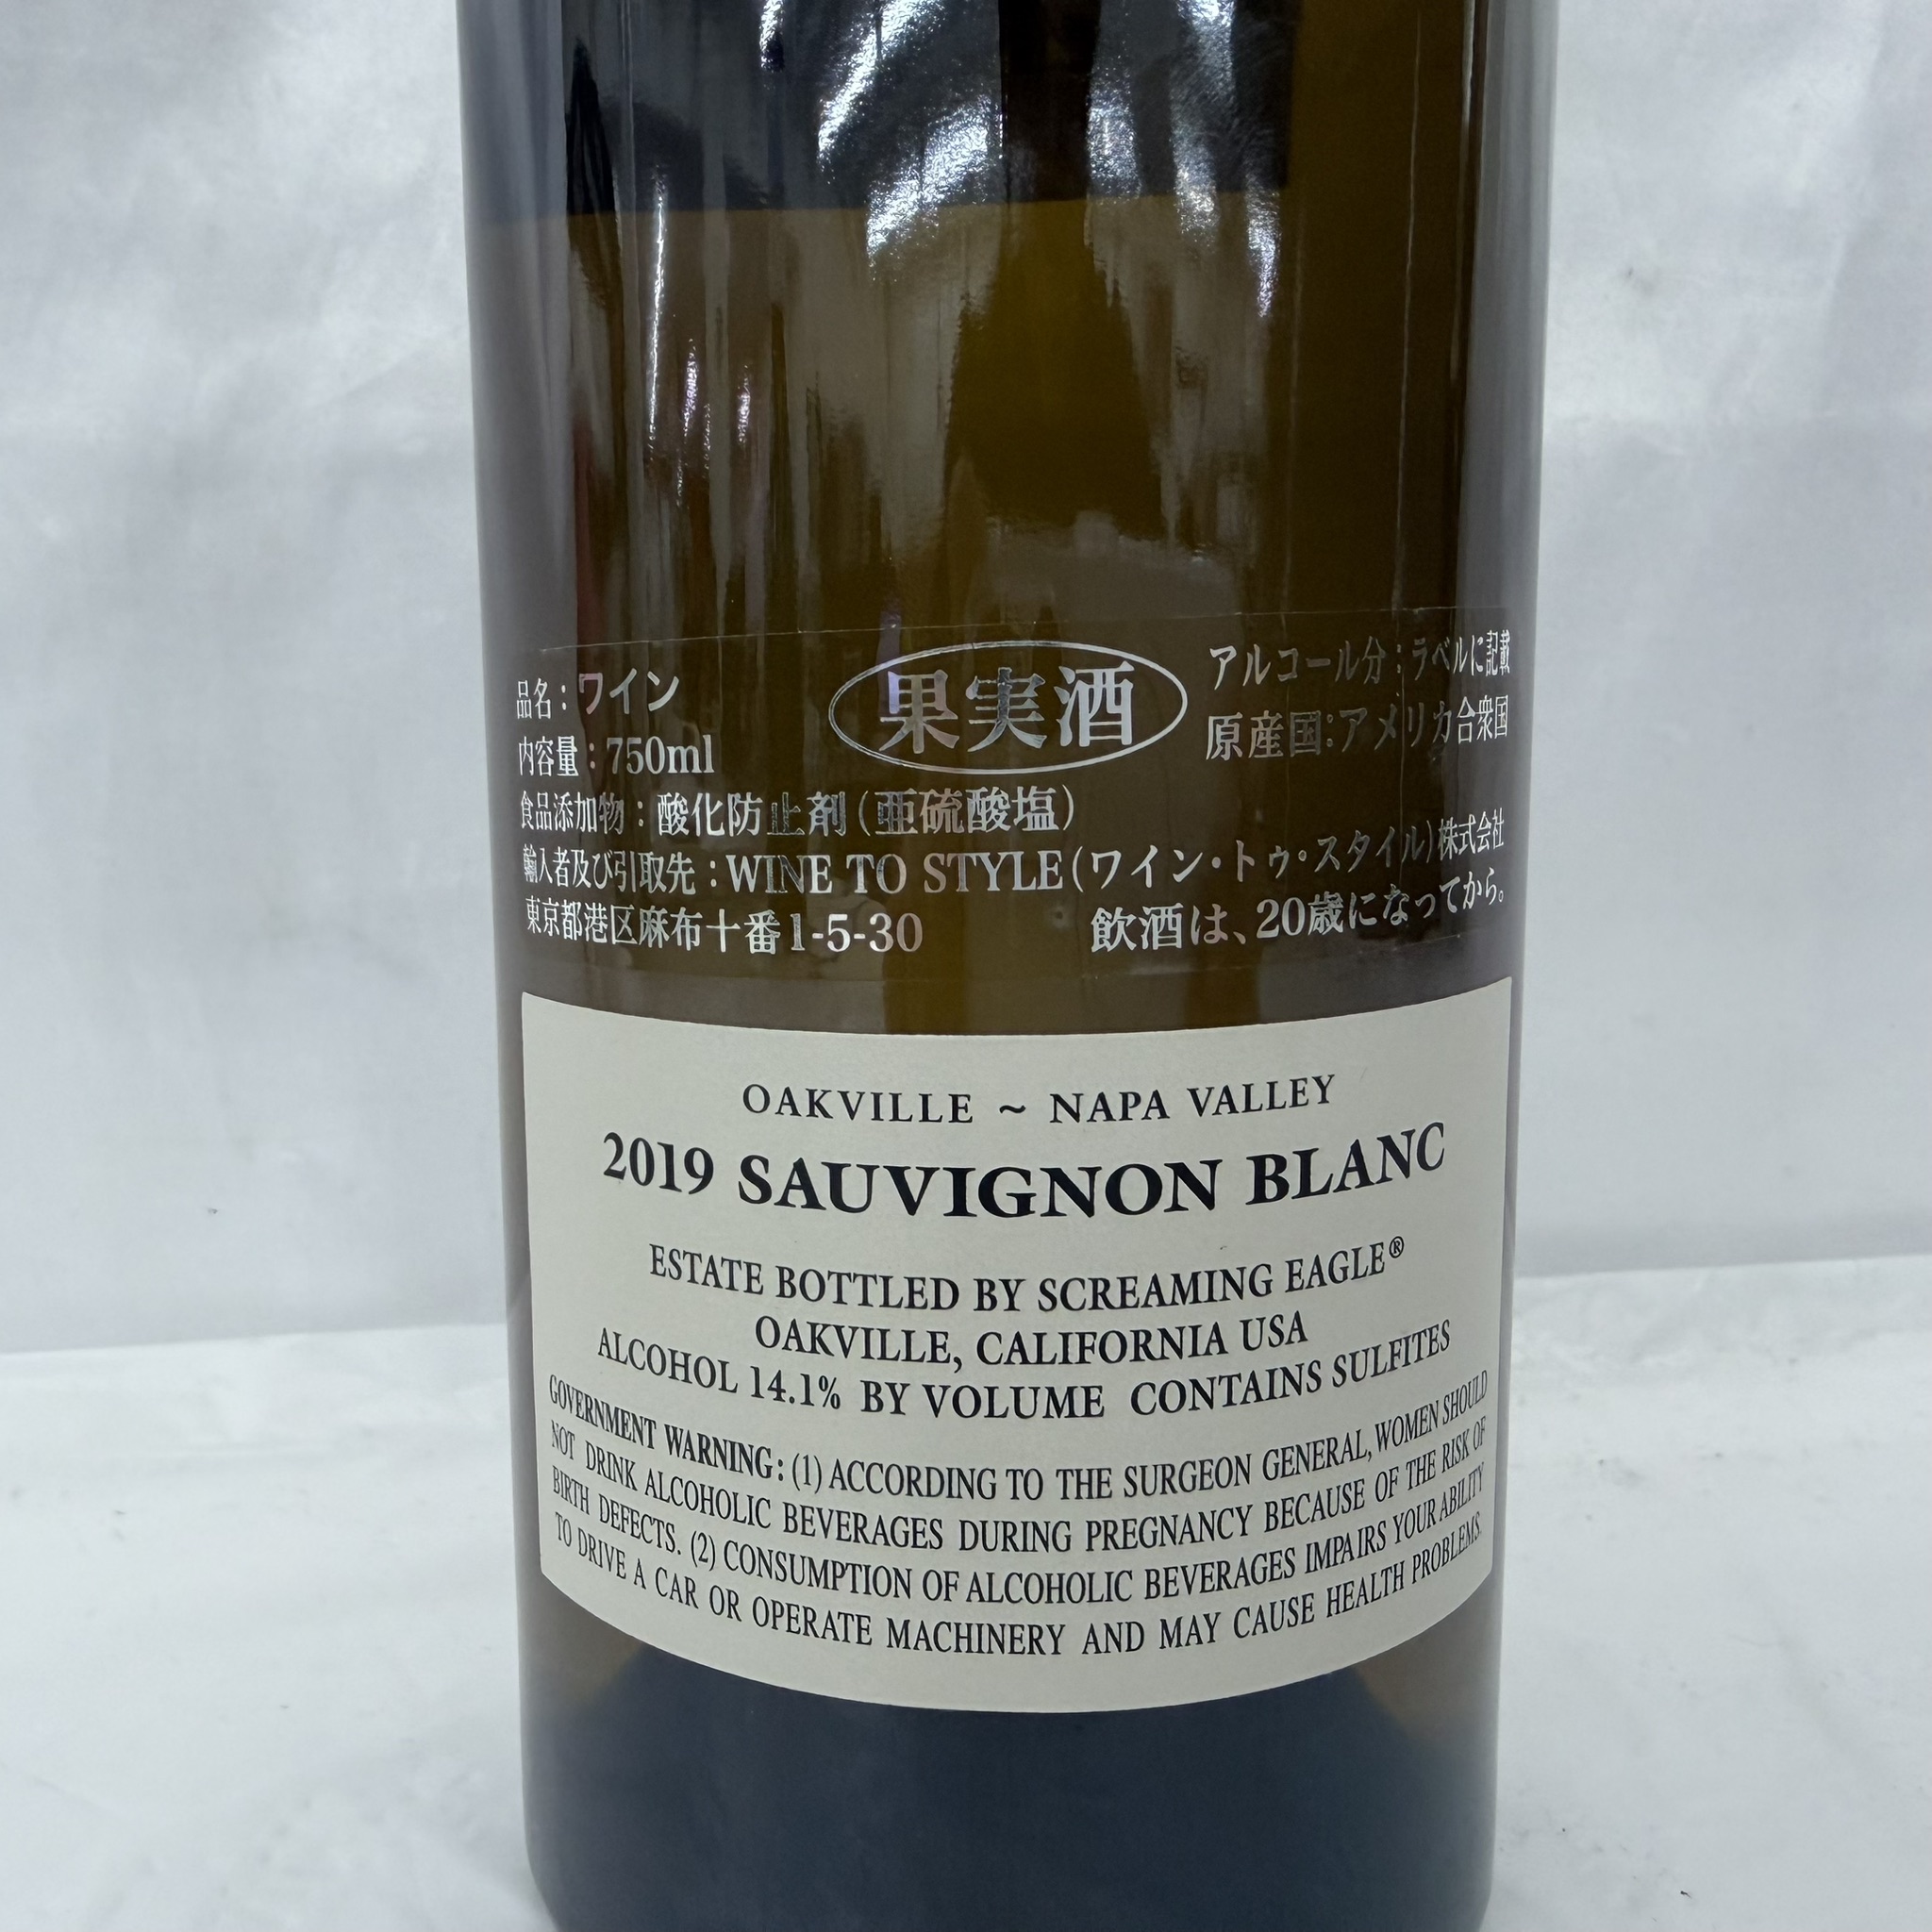 品名：ワイン
内容量：750ml
果実酒
アルコール分：ラベルに記載
原産国：アメリカ合衆国
食品添加物：酸化防止剤（亜硫酸塩）
輸入者及び引取先：WINE TO STYLE（ワイン・トゥ・スタイル）株式会社
東京都港区麻布十番1-5-30 飲酒は、20歳になってから。
OAKVILLE ~ NAPA VALLEY
2019 SAUVIGNON BLANC
ESTATE BOTTLED BY SCREAMING EAGLE®
OAKVILLE, CALIFORNIA USA
ALCOHOL 14.1% BY VOLUME CONTAINS SULFITES
GOVERNMENT WARNING: (1) ACCORDING TO THE SURGEON GENERAL, WOMEN SHOULD
NOT DRINK ALCOHOLIC BEVERAGES DURING PREGNANCY BECAUSE OF THE RISK OF
BIRTH DEFECTS. (2) CONSUMPTION OF ALCOHOLIC BEVERAGES IMPAIRS YOUR ABILITY
TO DRIVE A CAR OR OPERATE MACHINERY AND MAY CAUSE HEALTH PROBLEMS.